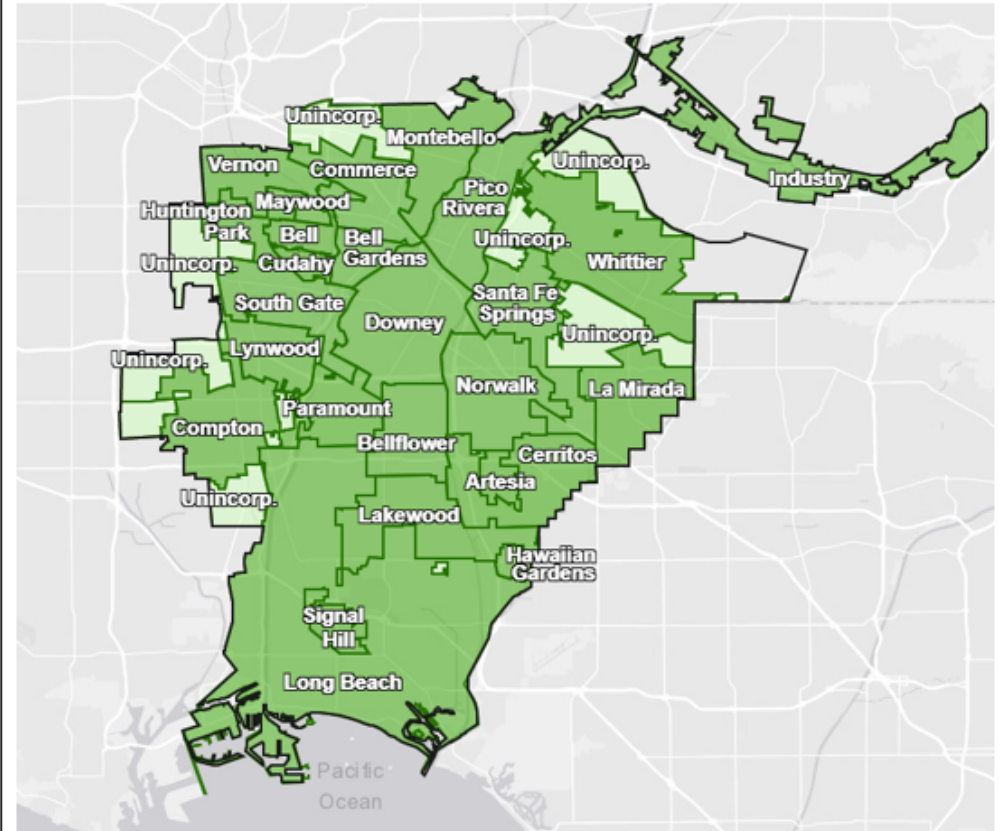 Unincorp.
Montebello
Vernon
Commerce
Unincorp.
Industry
Pico
Rivera
Maywood
Huntington
Park
Bell
Bell
Gardens
Unincorp.
Unincorp.
Cudahy
Whittier
South Gate
Santa Fe
Springs
Downey
Unincorp.
Lynwood
Unincorp.
Norwalk
La Mirada
Paramount
Compton
Bellflower
Cerritos
Artesia
Unincorp.
Lakewood
Hawaiian
Gardens
Signal
Hill
Long Beach
Pacific
Ocean